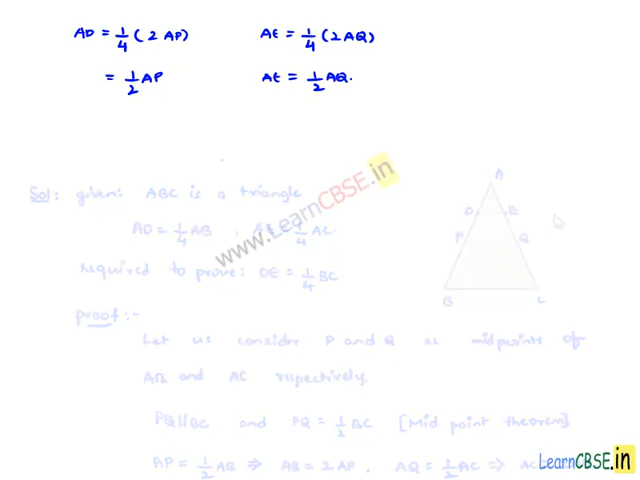 AD = 1/4 ( 2 AP)    AE = 1/4 ( 2 AQ)
= 1/2 AP    AE = 1/2 AQ.
Sol: given: ABC is a triangle
AD = 1/4 AB , AE = 1/4 AC.
required to prove: DE = 1/4 BC.
proof :-
Let us consider P and Q as midpoints of
AB and AC respectively.
PQ || BC and PQ = 1/2 BC [Mid point theorem]
AP = 1/2 AB ⇒ AB = 2 AP , AQ = 1/2 AC ⇒ AC
A
D E
P Q
B C
www.LearnCBSE.in
LearnCBSE.in